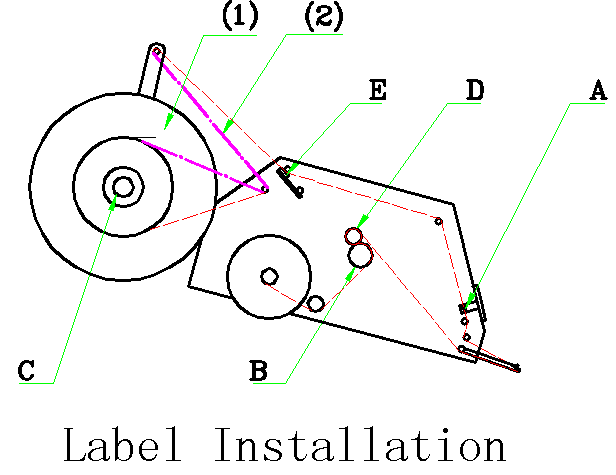 (1) (2)
E D A
C B
Label Installation